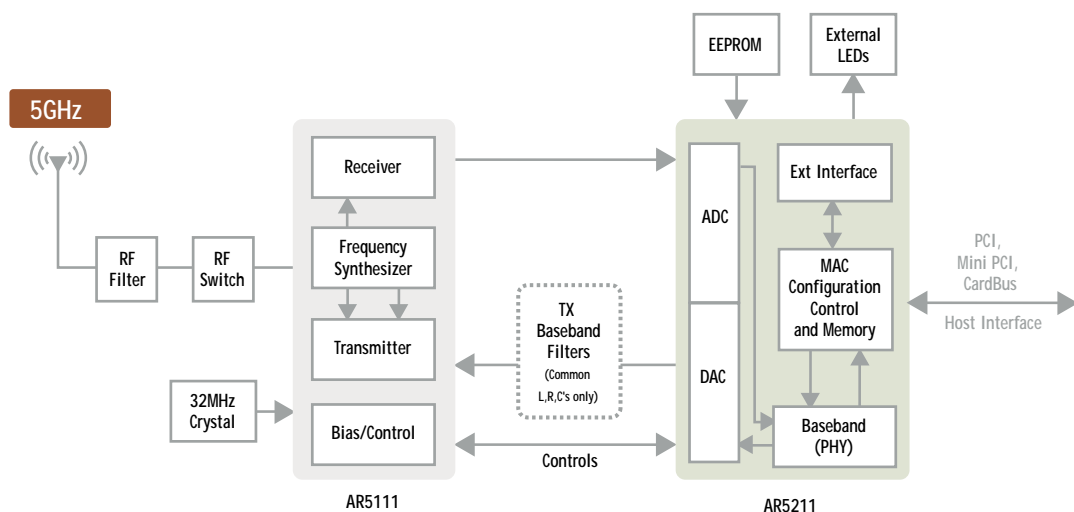 EEPROM
External
LEDs
5GHz
Receiver
Ext Interface
ADC
Frequency
Synthesizer
RF
Filter
RF
Switch
MAC
Configuration
Control
and Memory
PCI,
Mini PCI,
CardBus
Host Interface
TX
Baseband
Filters
(Common
L,R,C's only)
Transmitter
DAC
32MHz
Crystal
Bias/Control
Baseband
(PHY)
Controls
AR5111
AR5211